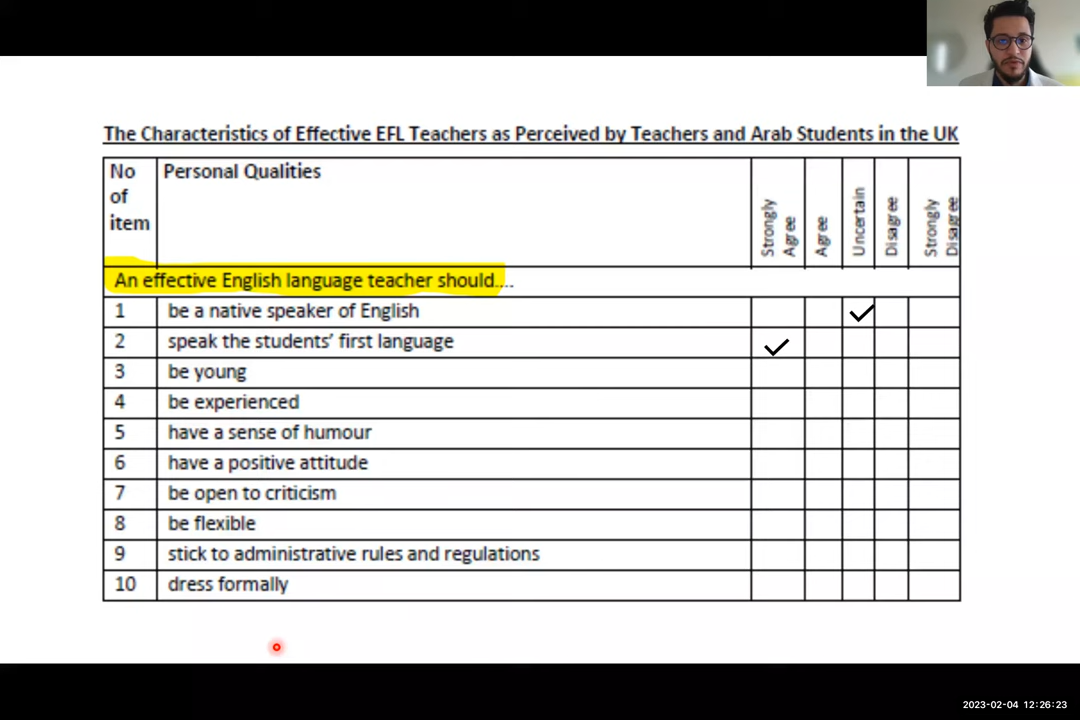 The Characteristics of Effective EFL Teachers as Perceived by Teachers and Arab Students in the UK
No of item Personal Qualities Strongly Agree Agree Uncertain Disagree Strongly Disagree
An effective English language teacher should....
1 be a native speaker of English ✓
2 speak the students' first language ✓
3 be young
4 be experienced
5 have a sense of humour
6 have a positive attitude
7 be open to criticism
8 be flexible
9 stick to administrative rules and regulations
10 dress formally
2023-02-04 12:26:23